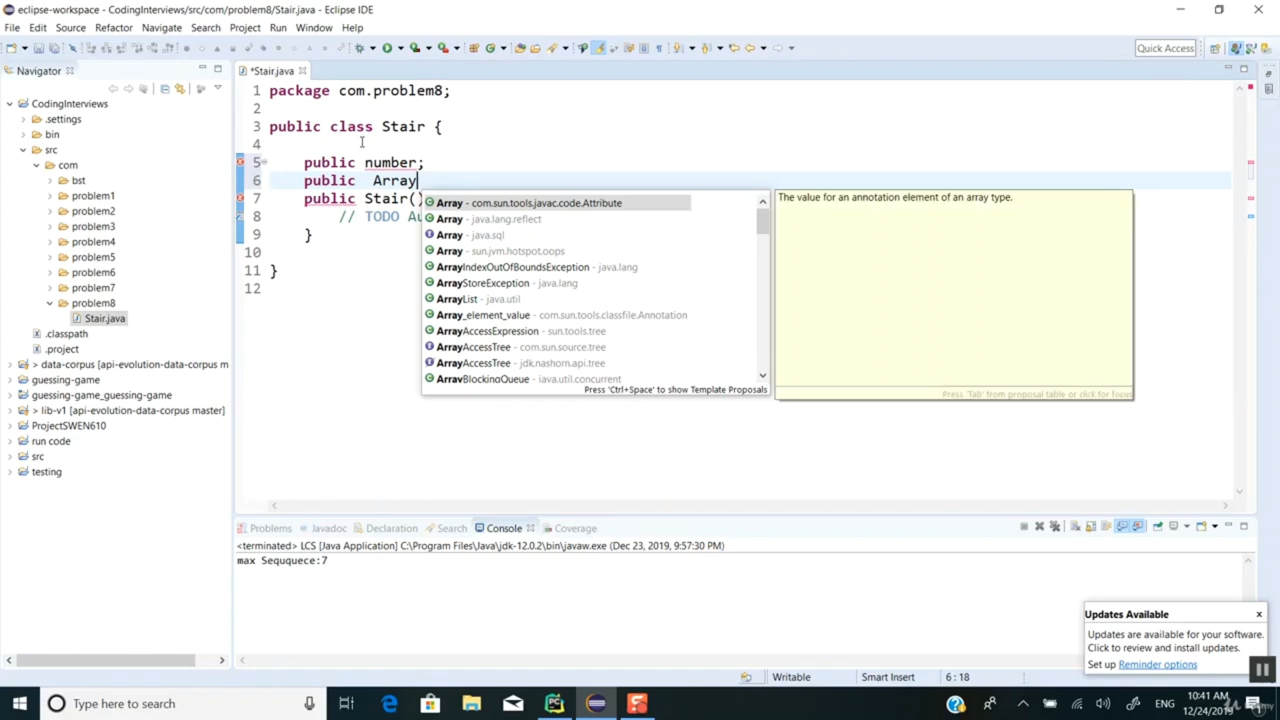 eclipse-workspace - CodingInterviews/src/com/problem8/Stair.java - Eclipse IDE
File Edit Source Refactor Navigate Search Project Run Window Help
Quick Access
Navigator
*Stair.java
CodingInterviews
.settings
bin
src
com
bst
problem1
problem2
problem3
problem4
problem5
problem6
problem7
problem8
Stair.java
.classpath
.project
> data-corpus [api-evolution-data-corpus m
guessing-game
guessing-game_guessing-game
> lib-v1 [api-evolution-data-corpus master]
ProjectSWEN610
run code
src
testing
1 package com.problem8;
2
3 public class Stair {
4
5 public number;
6 public Array
7 public Stair()
8 // TODO Au
9 }
10
11 }
12
Array - com.sun.tools.javac.code.Attribute
Array - java.lang.reflect
Array - java.sql
Array - sun.jvm.hotspot.oops
ArrayIndexOutOfBoundsException - java.lang
ArrayStoreException - java.lang
ArrayList - java.util
Array_element_value - com.sun.tools.classfile.Annotation
ArrayAccessExpression - sun.tools.tree
ArrayAccessTree - com.sun.source.tree
ArrayAccessTree - jdk.nashorn.api.tree
ArrayBlockingQueue - java.util.concurrent
Press 'Ctrl+Space' to show Template Proposals
The value for an annotation element of an array type.
Press 'Tab' from proposal table or click for focus
Problems Javadoc Declaration Search Console Coverage
<terminated> LCS [Java Application] C:\Program Files\Java\jdk-12.0.2\bin\javaw.exe (Dec 23, 2019, 9:57:30 PM)
max Seququece:7
Updates Available x
Updates are available for your software.
Click to review and install updates.
Set up Reminder options
Writable Smart Insert 6 : 18
Type here to search
ENG
10:41 AM
12/24/2019